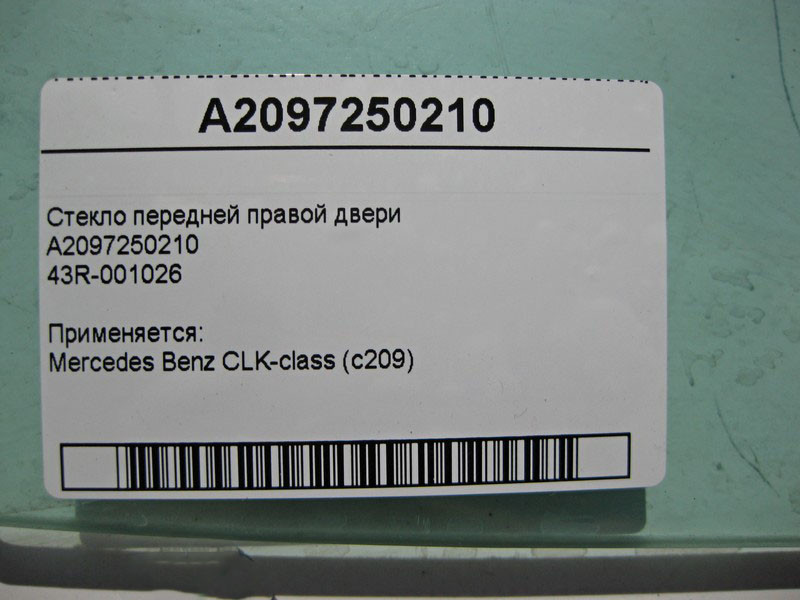 A2097250210
Стекло передней правой двери
A2097250210
43R-001026
Применяется:
Mercedes Benz CLK-class (c209)